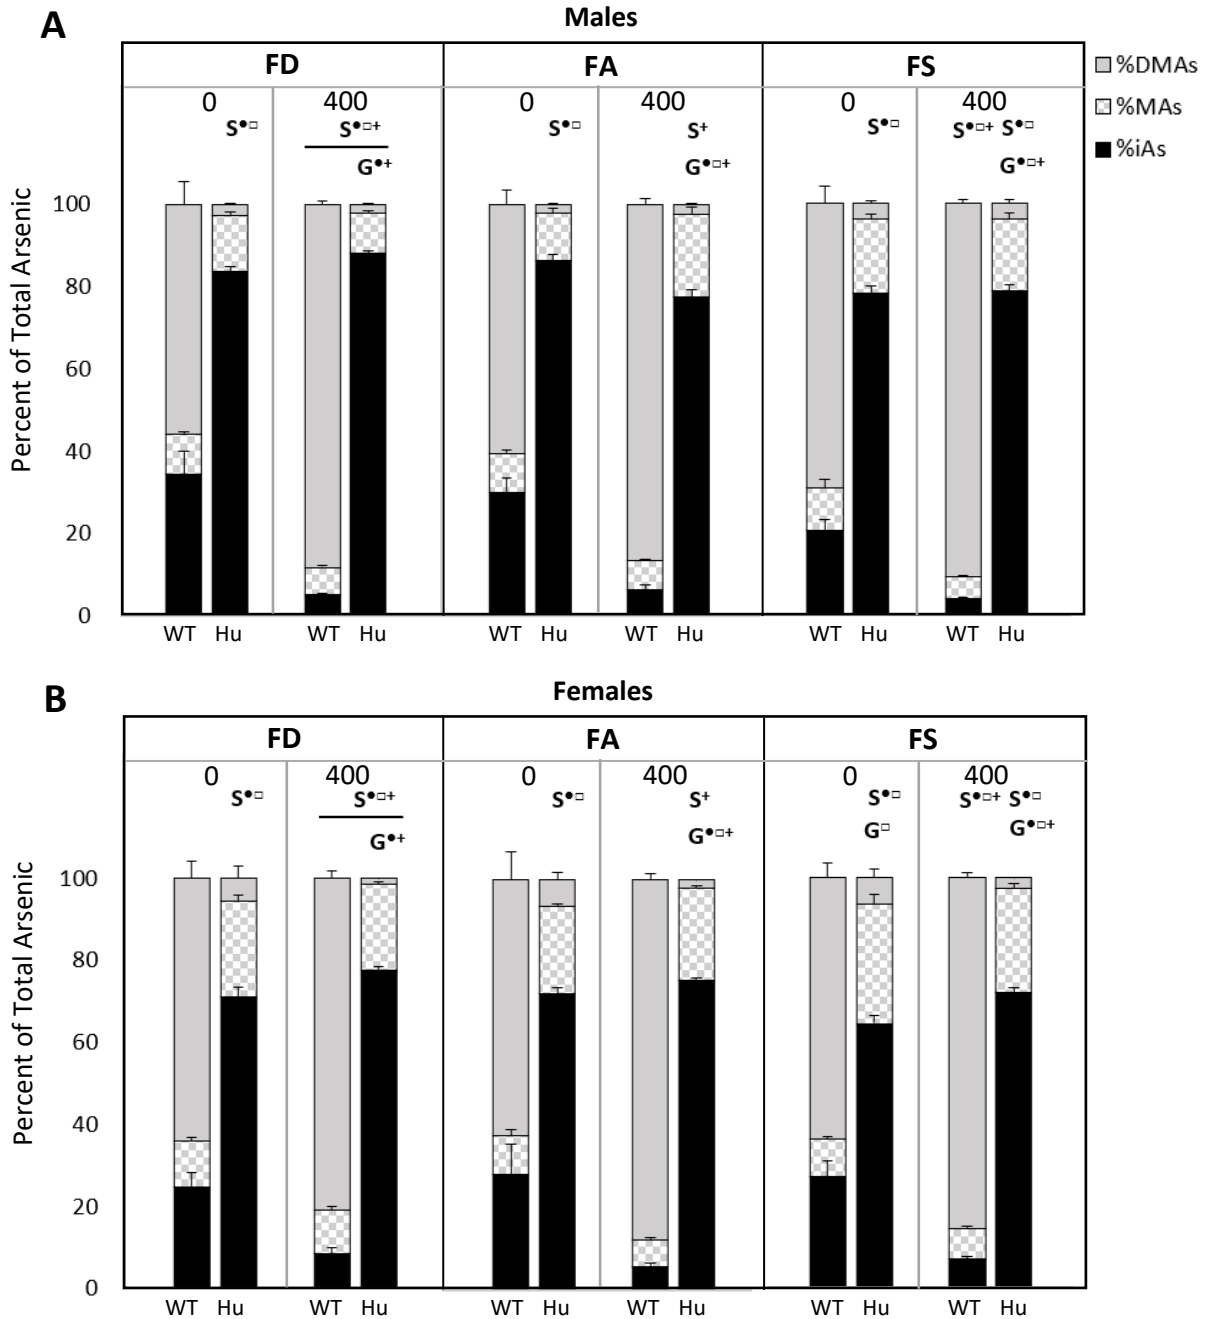 A
Males
FD FA FS
0 400 0 400 0 400
S●□ S●□+ S●□ S+ S●□ S●□+ S●□
G●+ G●□+ G●□+
%DMAs
%MAs
%iAs
Percent of Total Arsenic
100
80
60
40
20
0
WT Hu WT Hu WT Hu WT Hu WT Hu WT Hu
B
Females
FD FA FS
0 400 0 400 0 400
S●□ S●□+ S●□ S+ S●□ S●□+ S●□
G●+ G●□+ G□ G●□+
Percent of Total Arsenic
100
80
60
40
20
0
WT Hu WT Hu WT Hu WT Hu WT Hu WT Hu